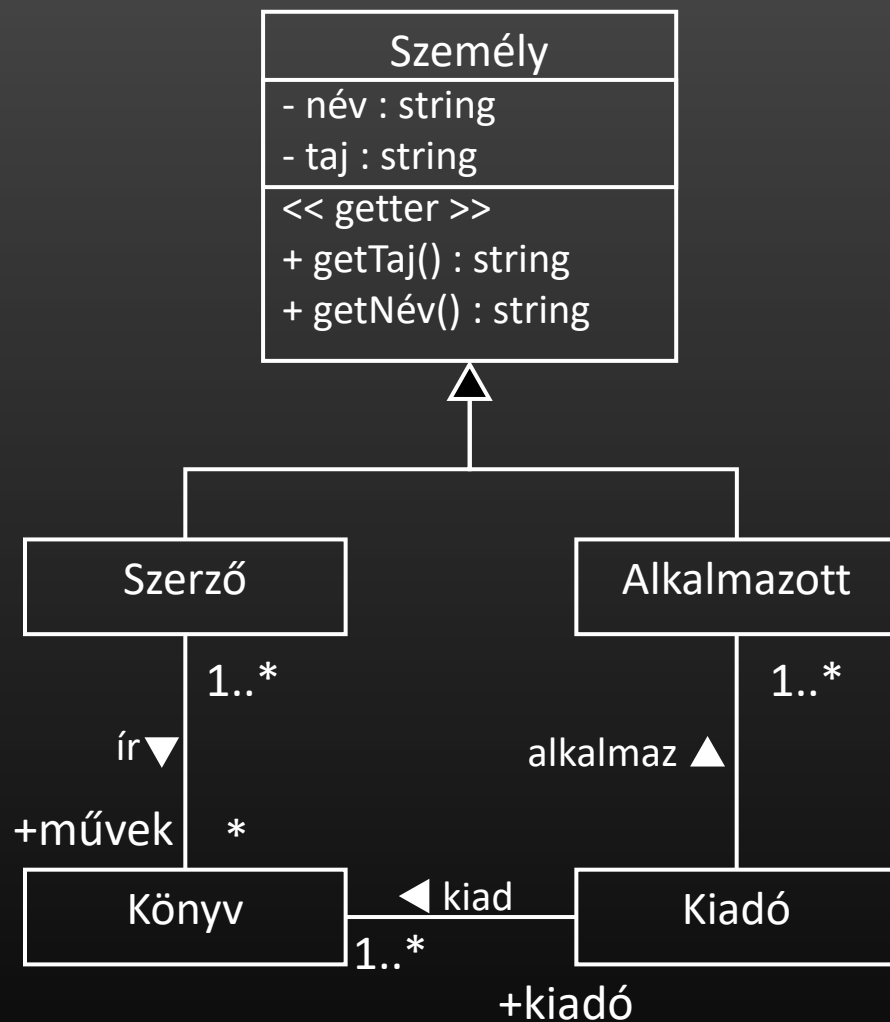 Személy
- név : string
- taj : string
<< getter >>
+ getTaj() : string
+ getNév() : string
Szerző
Alkalmazott
1..*
1..*
ír
alkalmaz
+művek
*
Könyv
kiad
Kiadó
1..*
+kiadó